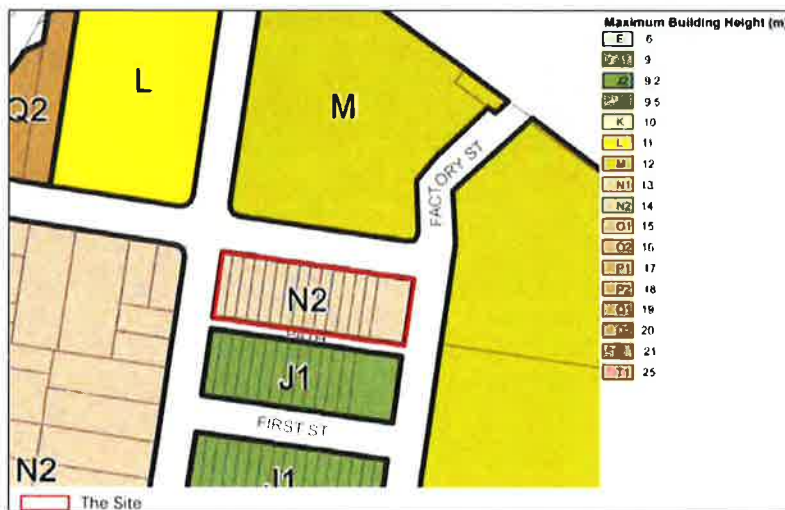 L
M
Q2
FACTORY ST
N2
PATH
J1
FIRST ST
J1
N2
The Site
Maximum Building Height (m)
E 6
9
J2 9.2
9.5
K 10
L 11
M 12
N1 13
N2 14
O1 15
O2 16
P1 17
P2 18
Q1 19
20
21
T1 25